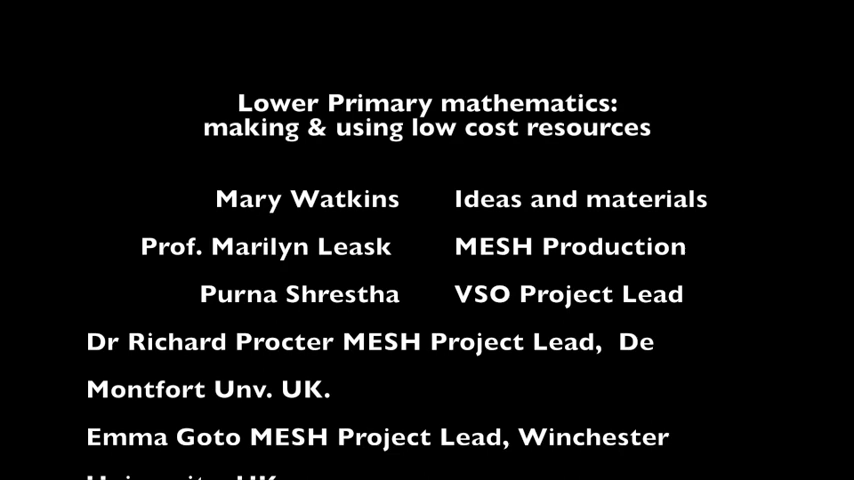 Lower Primary mathematics:
making & using low cost resources
Mary Watkins Ideas and materials
Prof. Marilyn Leask MESH Production
Purna Shrestha VSO Project Lead
Dr Richard Procter MESH Project Lead, De
Montfort Unv. UK.
Emma Goto MESH Project Lead, Winchester